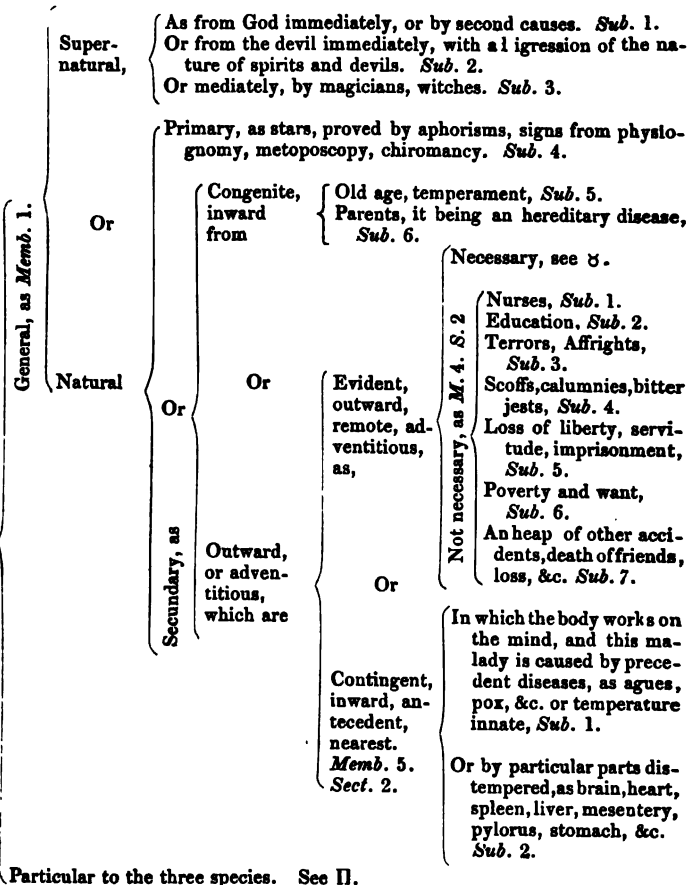 General, as Memb. 1.
Super-
natural,
As from God immediately, or by second causes. Sub. 1.
Or from the devil immediately, with a l igression of the na-
ture of spirits and devils. Sub. 2.
Or mediately, by magicians, witches. Sub. 3.
Or
Natural
Primary, as stars, proved by aphorisms, signs from physio-
gnomy, metoposcopy, chiromancy. Sub. 4.
Or
Secundary, as
Congenite,
inward
from
Old age, temperament, Sub. 5.
Parents, it being an hereditary disease,
Sub. 6.
Or
Outward,
or adven-
titious,
which are
Evident,
outward,
remote, ad-
ventitious,
as,
Necessary, see ♉.
Not necessary, as M. 4. S. 2
Nurses, Sub. 1.
Education, Sub. 2.
Terrors, Affrights,
Sub. 3.
Scoffs,calumnies,bitter
jests, Sub. 4.
Loss of liberty, servi-
tude, imprisonment,
Sub. 5.
Poverty and want,
Sub. 6.
An heap of other acci-
dents,death of friends,
loss, &c. Sub. 7.
Or
Contingent,
inward, an-
tecedent,
nearest.
Memb. 5.
Sect. 2.
In which the body works on
the mind, and this ma-
lady is caused by prece-
dent diseases, as agues,
pox, &c. or temperature
innate, Sub. 1.
Or by particular parts dis-
tempered,as brain,heart,
spleen, liver, mesentery,
pylorus, stomach, &c.
Sub. 2.
Particular to the three species. See Π.